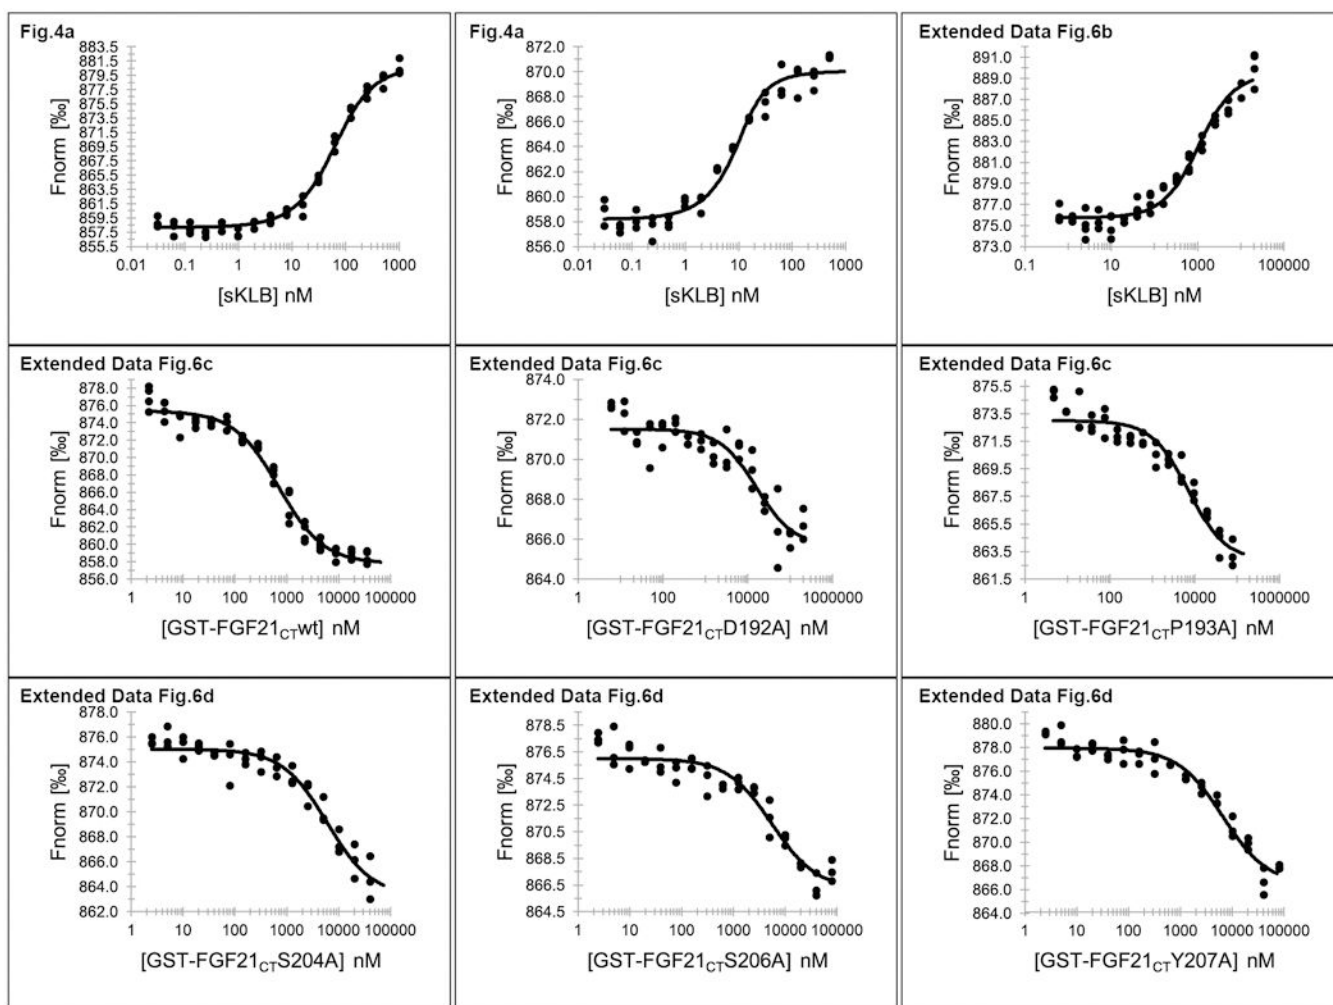 Fig.4a
883.5
881.5
879.5
877.5
875.5
873.5
871.5
869.5
867.5
865.5
863.5
861.5
859.5
857.5
855.5
Fnorm [‰]
0.01 0.1 1 10 100 1000
[sKLB] nM
Fig.4a
872.0
870.0
868.0
866.0
864.0
862.0
860.0
858.0
856.0
Fnorm [‰]
0.01 0.1 1 10 100 1000
[sKLB] nM
Extended Data Fig.6b
891.0
889.0
887.0
885.0
883.0
881.0
879.0
877.0
875.0
873.0
Fnorm [‰]
0.1 10 1000 100000
[sKLB] nM
Extended Data Fig.6c
878.0
876.0
874.0
872.0
870.0
868.0
866.0
864.0
862.0
860.0
858.0
856.0
Fnorm [‰]
1 10 100 1000 10000 100000
[GST-FGF21CTwt] nM
Extended Data Fig.6c
874.0
872.0
870.0
868.0
866.0
864.0
Fnorm [‰]
1 100 10000 1000000
[GST-FGF21CTD192A] nM
Extended Data Fig.6c
875.5
873.5
871.5
869.5
867.5
865.5
863.5
861.5
Fnorm [‰]
1 100 10000 1000000
[GST-FGF21CTP193A] nM
Extended Data Fig.6d
878.0
876.0
874.0
872.0
870.0
868.0
866.0
864.0
862.0
Fnorm [‰]
1 10 100 1000 10000 100000
[GST-FGF21CTS204A] nM
Extended Data Fig.6d
878.5
876.5
874.5
872.5
870.5
868.5
866.5
864.5
Fnorm [‰]
1 10 100 1000 10000 100000
[GST-FGF21CTS206A] nM
Extended Data Fig.6d
880.0
878.0
876.0
874.0
872.0
870.0
868.0
866.0
864.0
Fnorm [‰]
1 10 100 1000 10000 100000
[GST-FGF21CTY207A] nM